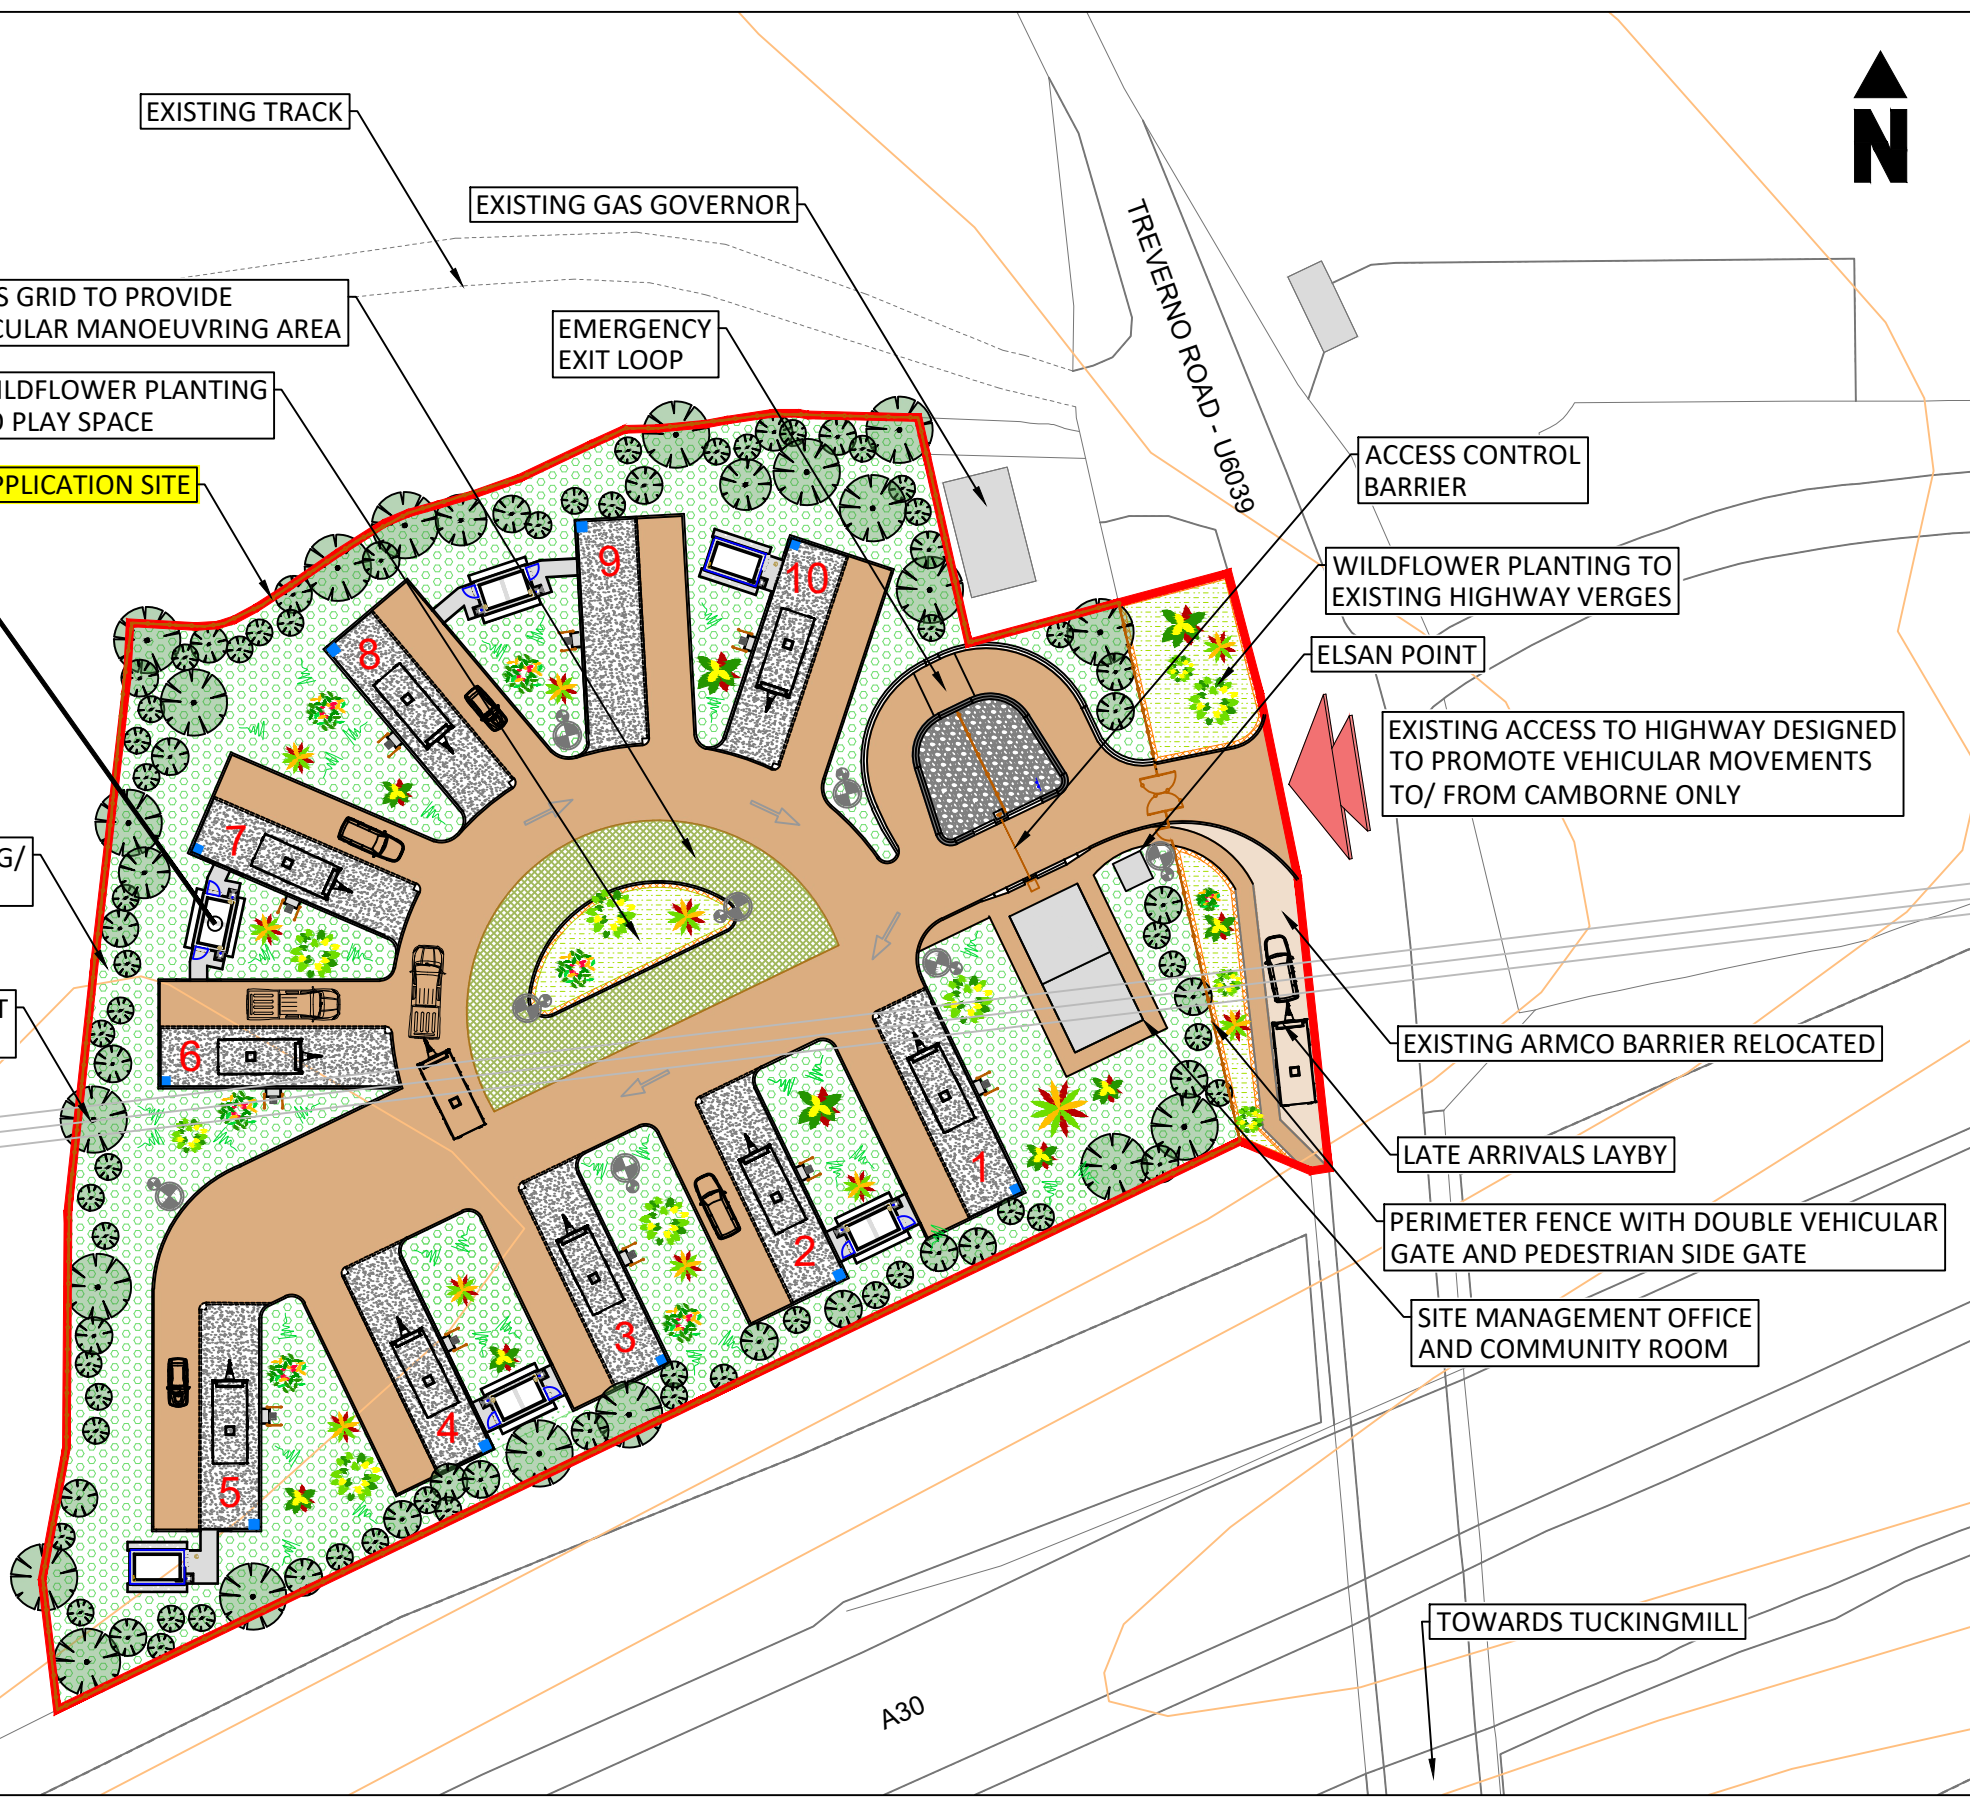 N
EXISTING TRACK
EXISTING GAS GOVERNOR
TREVERNO ROAD - U6039
GRID TO PROVIDE
MANOEUVRING AREA
EMERGENCY
EXIT LOOP
PLANTING
PLAY SPACE
SITE
ACCESS CONTROL
BARRIER
WILDFLOWER PLANTING TO
EXISTING HIGHWAY VERGES
ELSAN POINT
EXISTING ACCESS TO HIGHWAY DESIGNED
TO PROMOTE VEHICULAR MOVEMENTS
TO/ FROM CAMBORNE ONLY
G/
T
9
10
8
7
6
1
2
3
4
5
EXISTING ARMCO BARRIER RELOCATED
LATE ARRIVALS LAYBY
PERIMETER FENCE WITH DOUBLE VEHICULAR
GATE AND PEDESTRIAN SIDE GATE
SITE MANAGEMENT OFFICE
AND COMMUNITY ROOM
TOWARDS TUCKINGMILL
A30